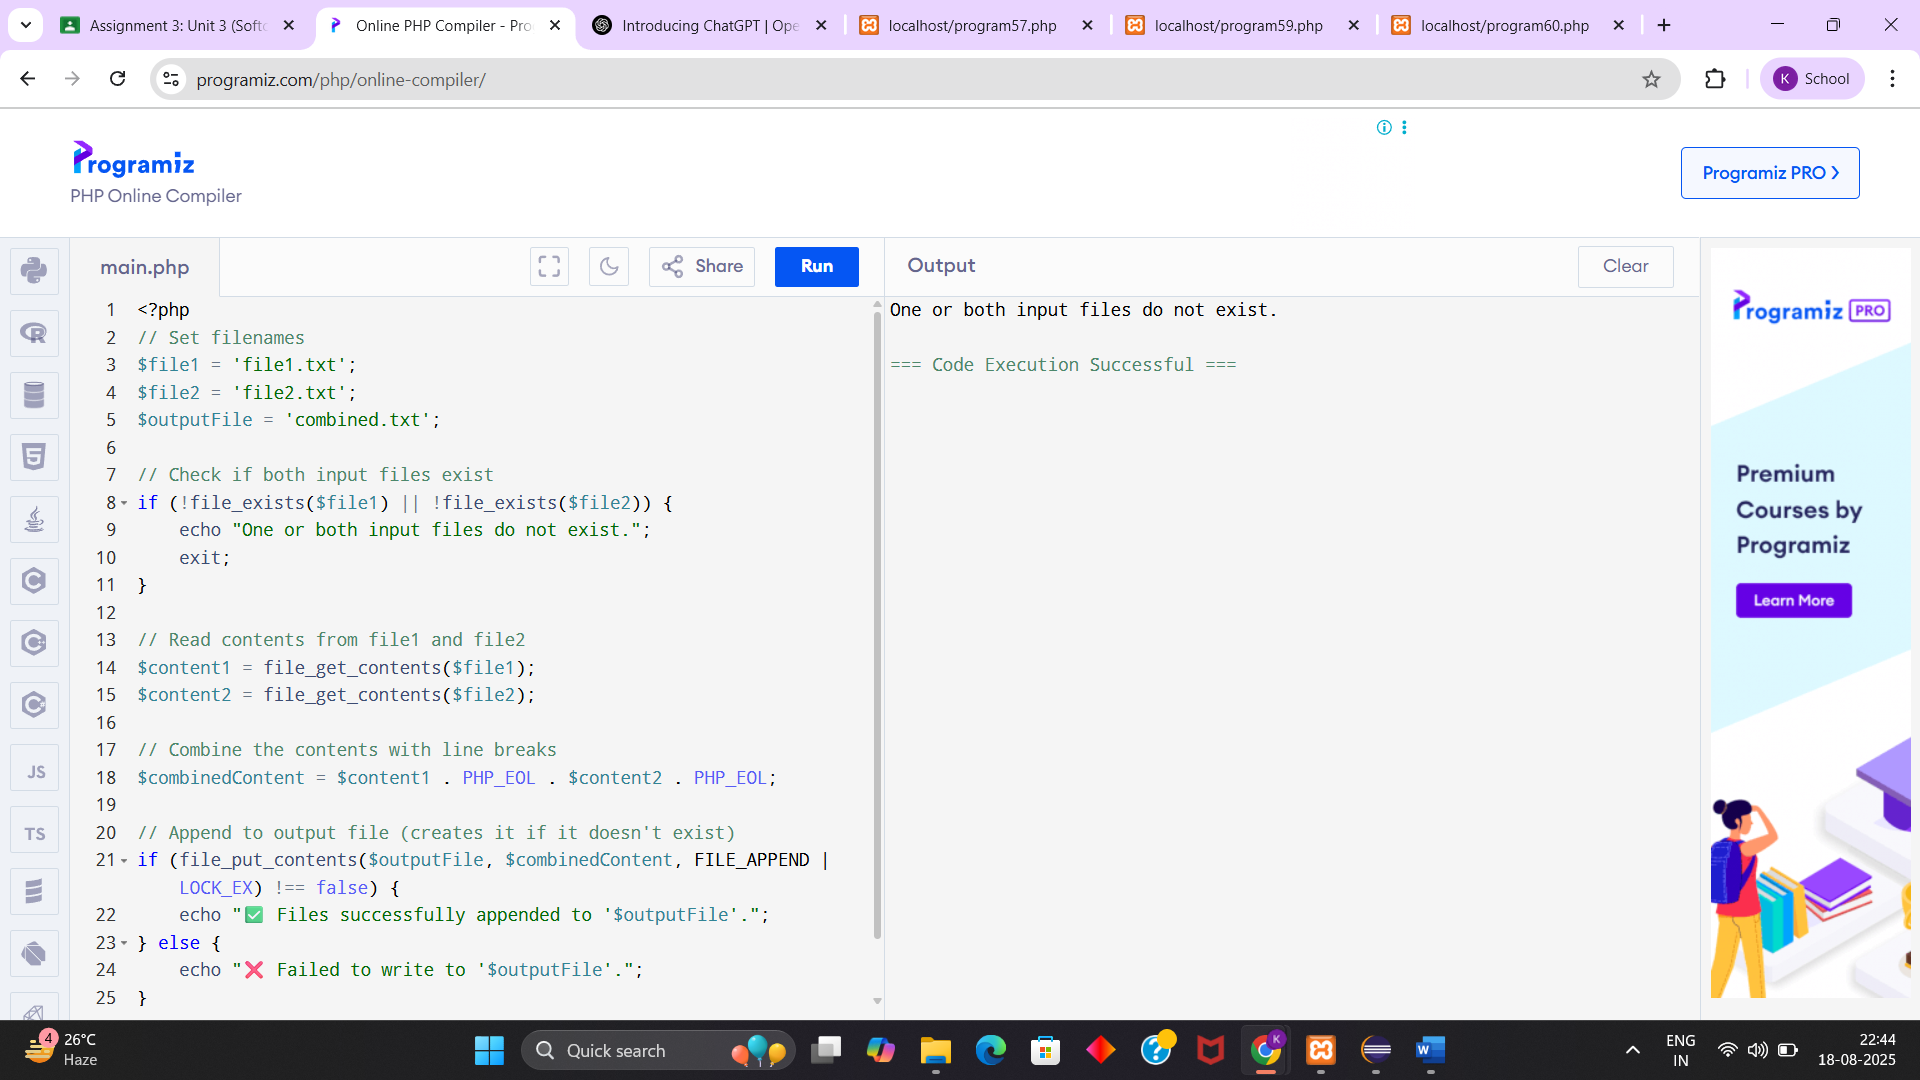 Assignment 3: Unit 3 (Softc
Online PHP Compiler - Pro
Introducing ChatGPT | Ope
localhost/program57.php
localhost/program59.php
localhost/program60.php
programiz.com/php/online-compiler/
K School
Programiz
PHP Online Compiler
Programiz PRO
main.php
Share
Run
Output
Clear
1 <?php
2 // Set filenames
3 $file1 = 'file1.txt';
4 $file2 = 'file2.txt';
5 $outputFile = 'combined.txt';
6
7 // Check if both input files exist
8 if (!file_exists($file1) || !file_exists($file2)) {
9 echo "One or both input files do not exist.";
10 exit;
11 }
12
13 // Read contents from file1 and file2
14 $content1 = file_get_contents($file1);
15 $content2 = file_get_contents($file2);
16
17 // Combine the contents with line breaks
18 $combinedContent = $content1 . PHP_EOL . $content2 . PHP_EOL;
19
20 // Append to output file (creates it if it doesn't exist)
21 if (file_put_contents($outputFile, $combinedContent, FILE_APPEND |
LOCK_EX) !== false) {
22 echo "✅ Files successfully appended to '$outputFile'.";
23 } else {
24 echo "❌ Failed to write to '$outputFile'.";
25 }
One or both input files do not exist.
=== Code Execution Successful ===
Programiz PRO
Premium
Courses by
Programiz
Learn More
JS
TS
4
26°C
Haze
Quick search
K
ENG
IN
22:44
18-08-2025